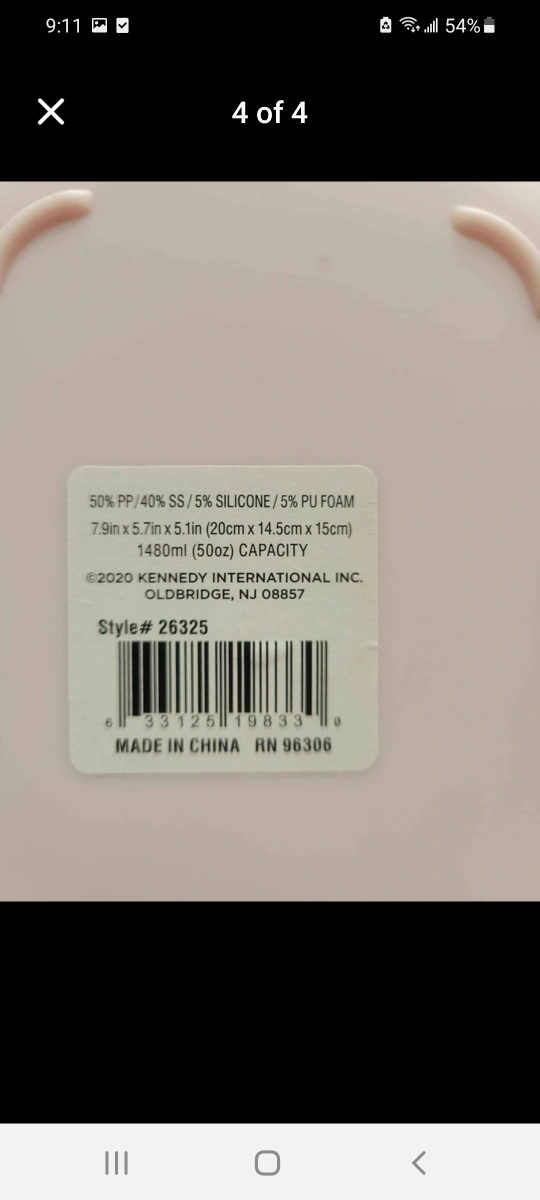 9:11
54%
4 of 4
50% PP/40% SS / 5% SILICONE / 5% PU FOAM
7.9in x 5.7in x 5.1in (20cm x 14.5cm x 15cm)
1480ml (50oz) CAPACITY
©2020 KENNEDY INTERNATIONAL INC.
OLDBRIDGE, NJ 08857
Style# 26325
6 33125 19833 0
MADE IN CHINA RN 96306